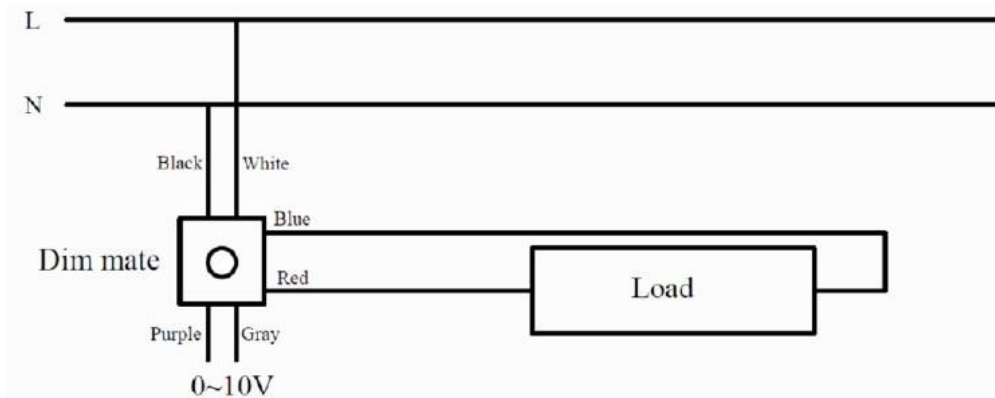 L
N
Black White
Blue
Dim mate
Red
Load
Purple Gray
0~10V